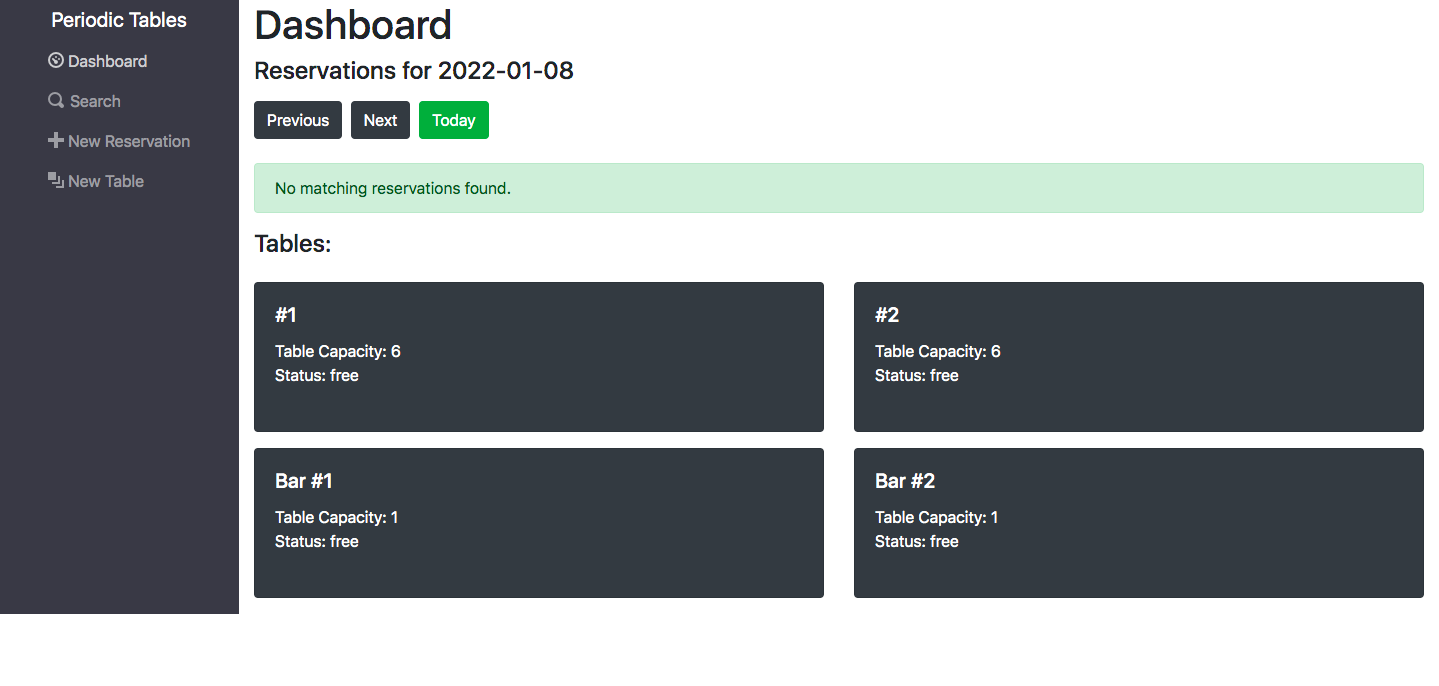 Periodic Tables
Dashboard
Search
New Reservation
New Table
Dashboard
Reservations for 2022-01-08
Previous Next Today
No matching reservations found.
Tables:
#1
Table Capacity: 6
Status: free
#2
Table Capacity: 6
Status: free
Bar #1
Table Capacity: 1
Status: free
Bar #2
Table Capacity: 1
Status: free